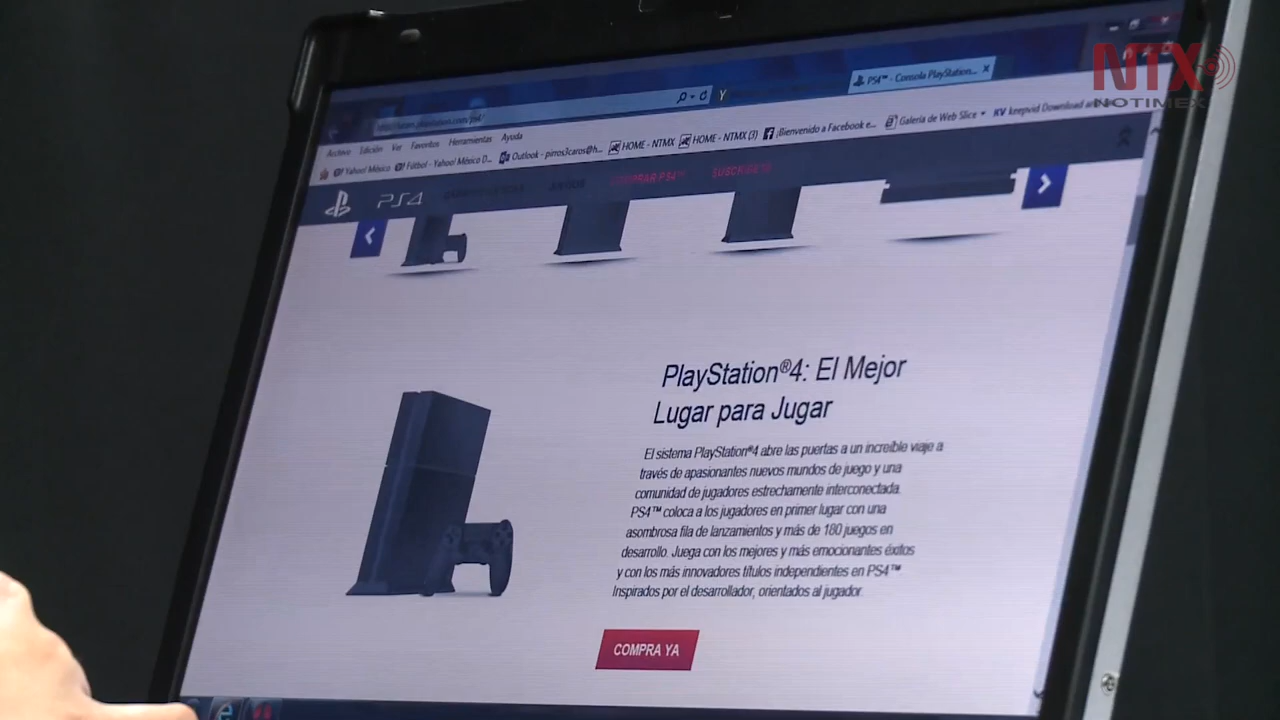 NTX
NOTIMEX
PS4™ - Consola PlayStation... X
Archivo Edición Ver Favoritos Herramientas Ayuda
Yahoo! México Fútbol - Yahoo! México D... Outlook - pirros3caros@h... HOME - NTMX HOME - NTMX (3) ¡Bienvenido a Facebook e... Galería de Web Slice KV keepvid Download
PS4 JUEGOS COMPRAR PS4™ SUSCRIBETE
PlayStation®4: El Mejor
Lugar para Jugar
El sistema PlayStation®4 abre las puertas a un increíble viaje a
través de apasionantes nuevos mundos de juego y una
comunidad de jugadores estrechamente interconectada.
PS4™ coloca a los jugadores en primer lugar con una
asombrosa fila de lanzamientos y más de 180 juegos en
desarrollo. Juega con los mejores y más emocionantes éxitos
y con los más innovadores títulos independientes en PS4™.
Inspirados por el desarrollador, orientados al jugador.
COMPRA YA